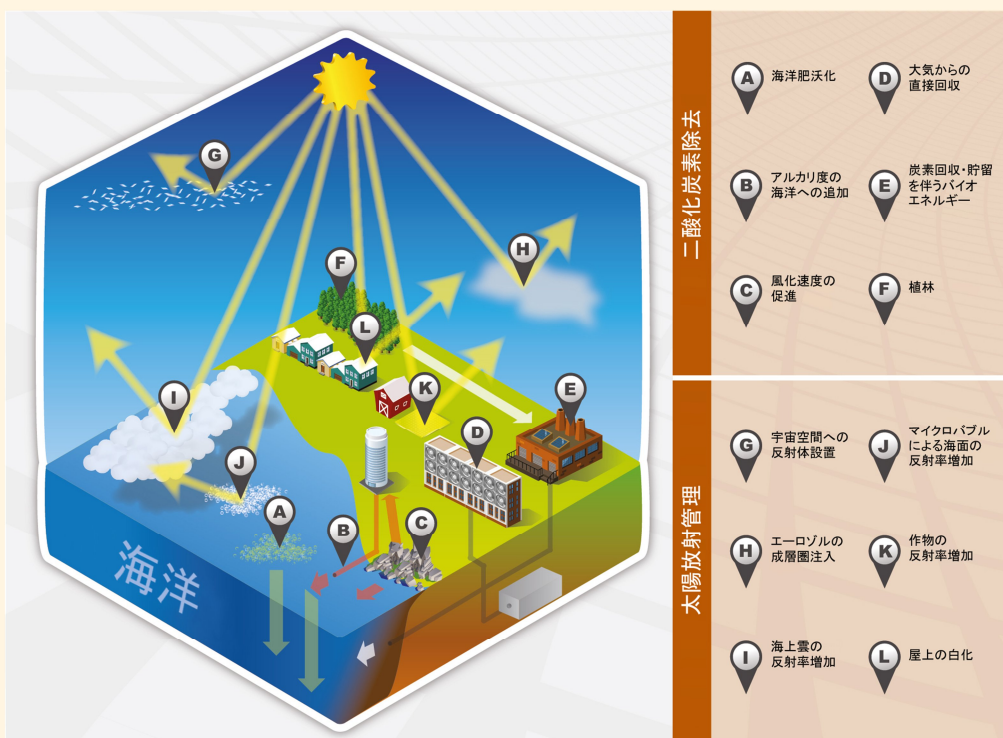 G
H
F
L
I
K
E
D
J
A
B
C
海洋
二酸化炭素除去
A
海洋肥沃化
D
大気からの
直接回収
B
アルカリ度の
海洋への追加
E
炭素回収・貯留
を伴うバイオ
エネルギー
C
風化速度の
促進
F
植林
太陽放射管理
G
宇宙空間への
反射体設置
J
マイクロバブル
による海面の
反射率増加
H
エーロゾルの
成層圏注入
K
作物の
反射率増加
I
海上雲の
反射率増加
L
屋上の白化